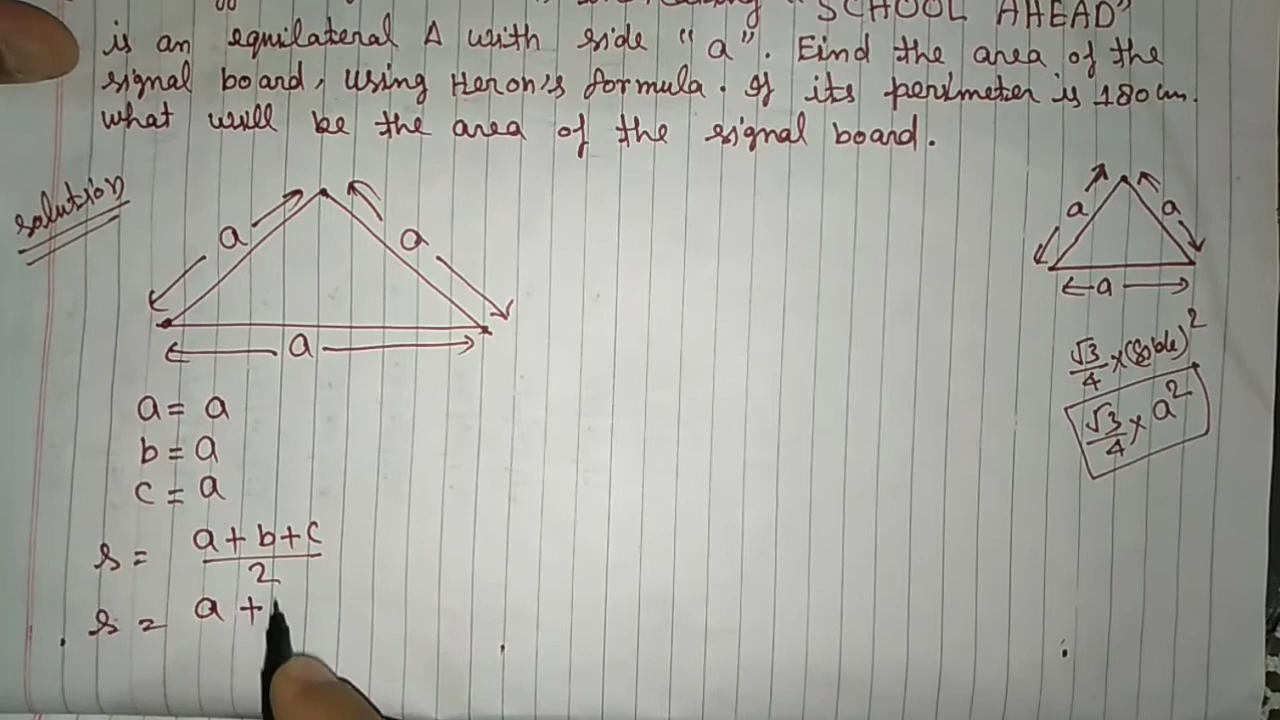 "SCHOOL AHEAD"
is an equilateral Δ with side "a". Find the area of the
signal board, using Heron's formula. If its perimeter is 180 cm.
what will be the area of the signal board.
solution
a
a
a
a = a
b = a
c = a
s = a + b + c / 2
s = a +
a
a
a
√3/4 × (Side)²
√3/4 × a²